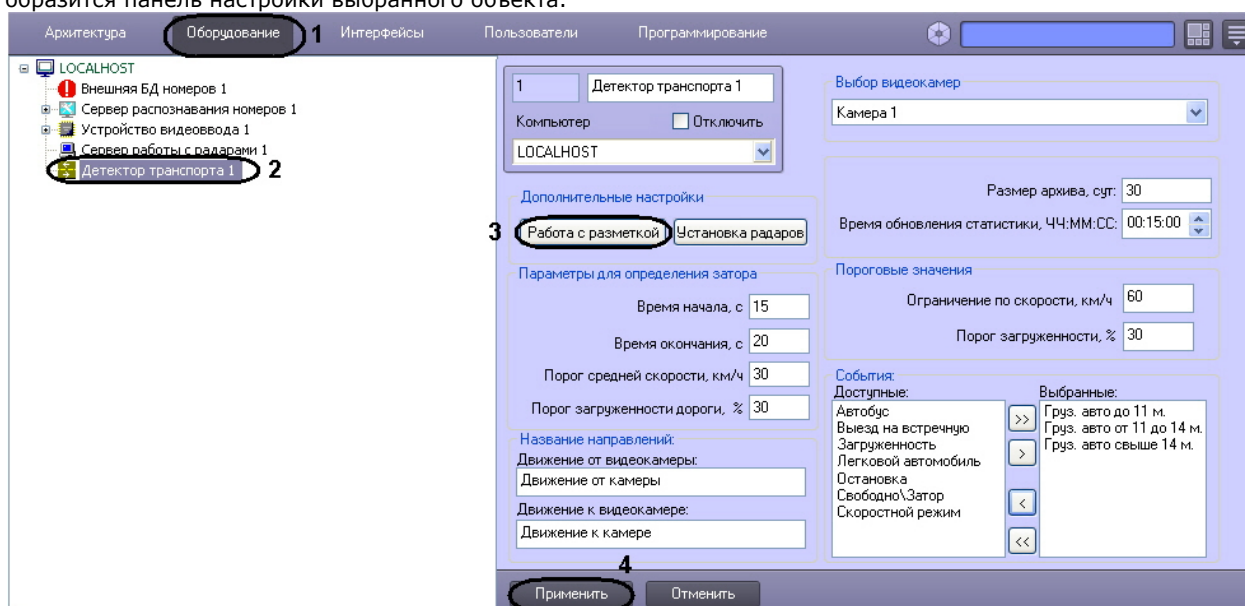 образится панель настройки выбранного объекта.
Архитектура Оборудование 1 Интерфейсы Пользователи Программирование
LOCALHOST
Внешняя БД номеров 1
Сервер распознавания номеров 1
Устройство видеоввода 1
Сервер работы с радарами 1
Детектор транспорта 1 2
1 Детектор транспорта 1
Компьютер Отключить
LOCALHOST
Дополнительные настройки
3 Работа с разметкой Установка радаров
Параметры для определения затора
Время начала, с 15
Время окончания, с 20
Порог средней скорости, км/ч 30
Порог загруженности дороги, % 30
Название направлений:
Движение от видеокамеры:
Движение от камеры
Движение к видеокамере:
Движение к камере
Выбор видеокамер
Камера 1
Размер архива, сут: 30
Время обновления статистики, ЧЧ:ММ:СС: 00:15:00
Пороговые значения
Ограничение по скорости, км/ч 60
Порог загруженности, % 30
События:
Доступные:
Автобус
Выезд на встречную
Загруженность
Легковой автомобиль
Остановка
Свободно\Затор
Скоростной режим
>>
>
<
<<
Выбранные:
Груз. авто до 11 м.
Груз. авто от 11 до 14 м.
Груз. авто свыше 14 м.
4
Применить Отменить